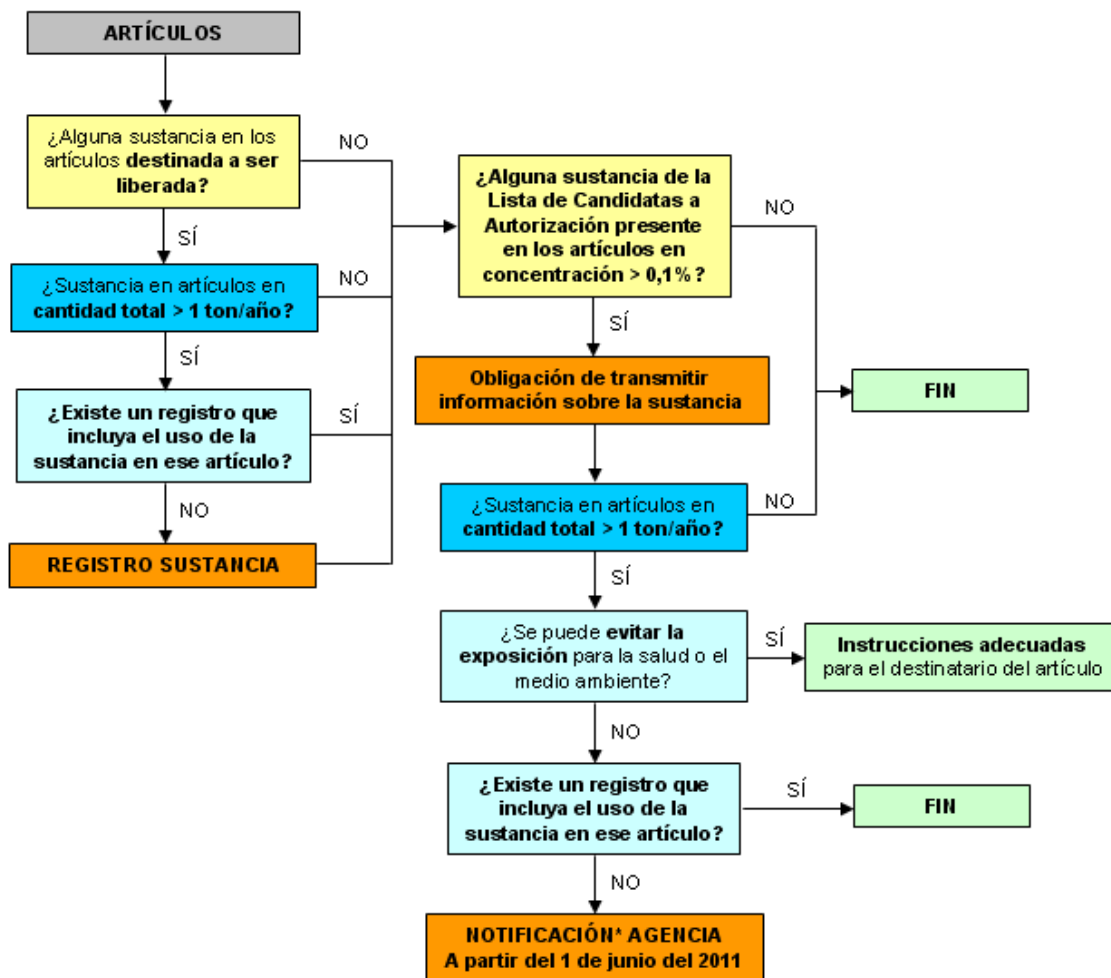 ARTÍCULOS
¿Alguna sustancia en los
artículos destinada a ser
liberada?
NO
SÍ
¿Sustancia en artículos en
cantidad total > 1 ton/año?
NO
SÍ
¿Existe un registro que
incluya el uso de la
sustancia en ese artículo?
SÍ
NO
REGISTRO SUSTANCIA
¿Alguna sustancia de la
Lista de Candidatas a
Autorización presente
en los artículos en
concentración > 0,1%?
NO
SÍ
Obligación de transmitir
información sobre la sustancia
FIN
¿Sustancia en artículos en
cantidad total > 1 ton/año?
NO
SÍ
¿Se puede evitar la
exposición para la salud o el
medio ambiente?
SÍ
Instrucciones adecuadas
para el destinatario del artículo
NO
¿Existe un registro que
incluya el uso de la
sustancia en ese artículo?
SÍ
FIN
NO
NOTIFICACIÓN* AGENCIA
A partir del 1 de junio del 2011